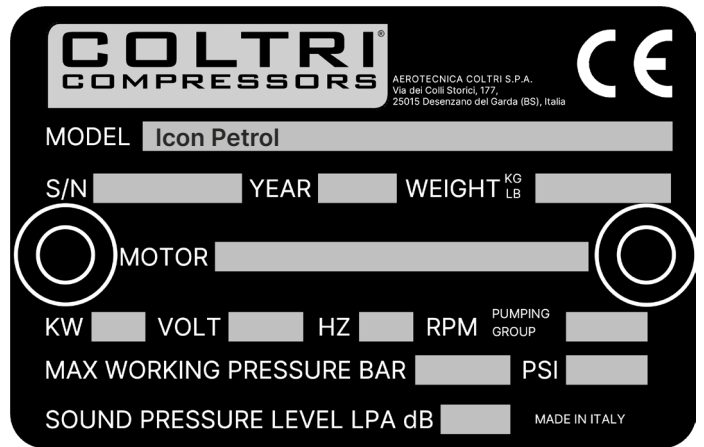 COLTRI®
COMPRESSORS
AEROTECNICA COLTRI S.P.A.
Via dei Colli Storici, 177,
25015 Desenzano del Garda (BS), Italia
CE
MODEL Icon Petrol
S/N YEAR WEIGHT KG LB
MOTOR
KW VOLT HZ RPM PUMPING GROUP
MAX WORKING PRESSURE BAR PSI
SOUND PRESSURE LEVEL LPA dB MADE IN ITALY